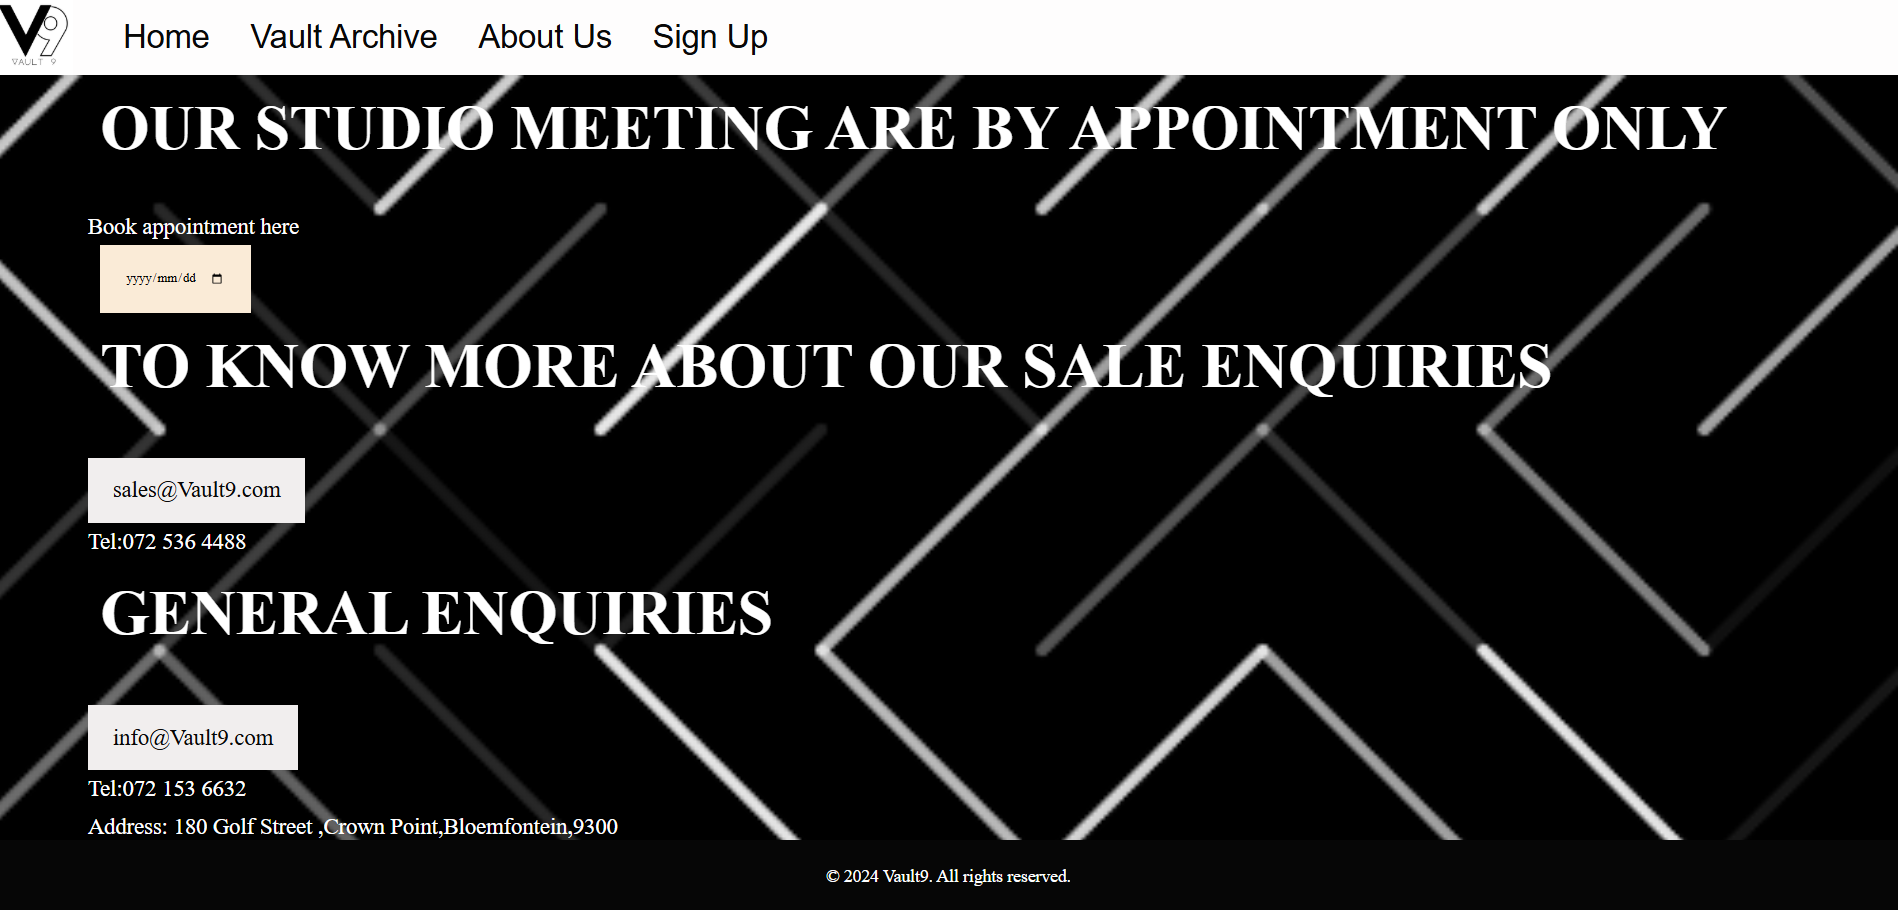 V9
VAULT 9
Home Vault Archive About Us Sign Up
OUR STUDIO MEETING ARE BY APPOINTMENT ONLY
Book appointment here
yyyy/mm/dd
TO KNOW MORE ABOUT OUR SALE ENQUIRIES
sales@Vault9.com
Tel:072 536 4488
GENERAL ENQUIRIES
info@Vault9.com
Tel:072 153 6632
Address: 180 Golf Street ,Crown Point,Bloemfontein,9300
© 2024 Vault9. All rights reserved.